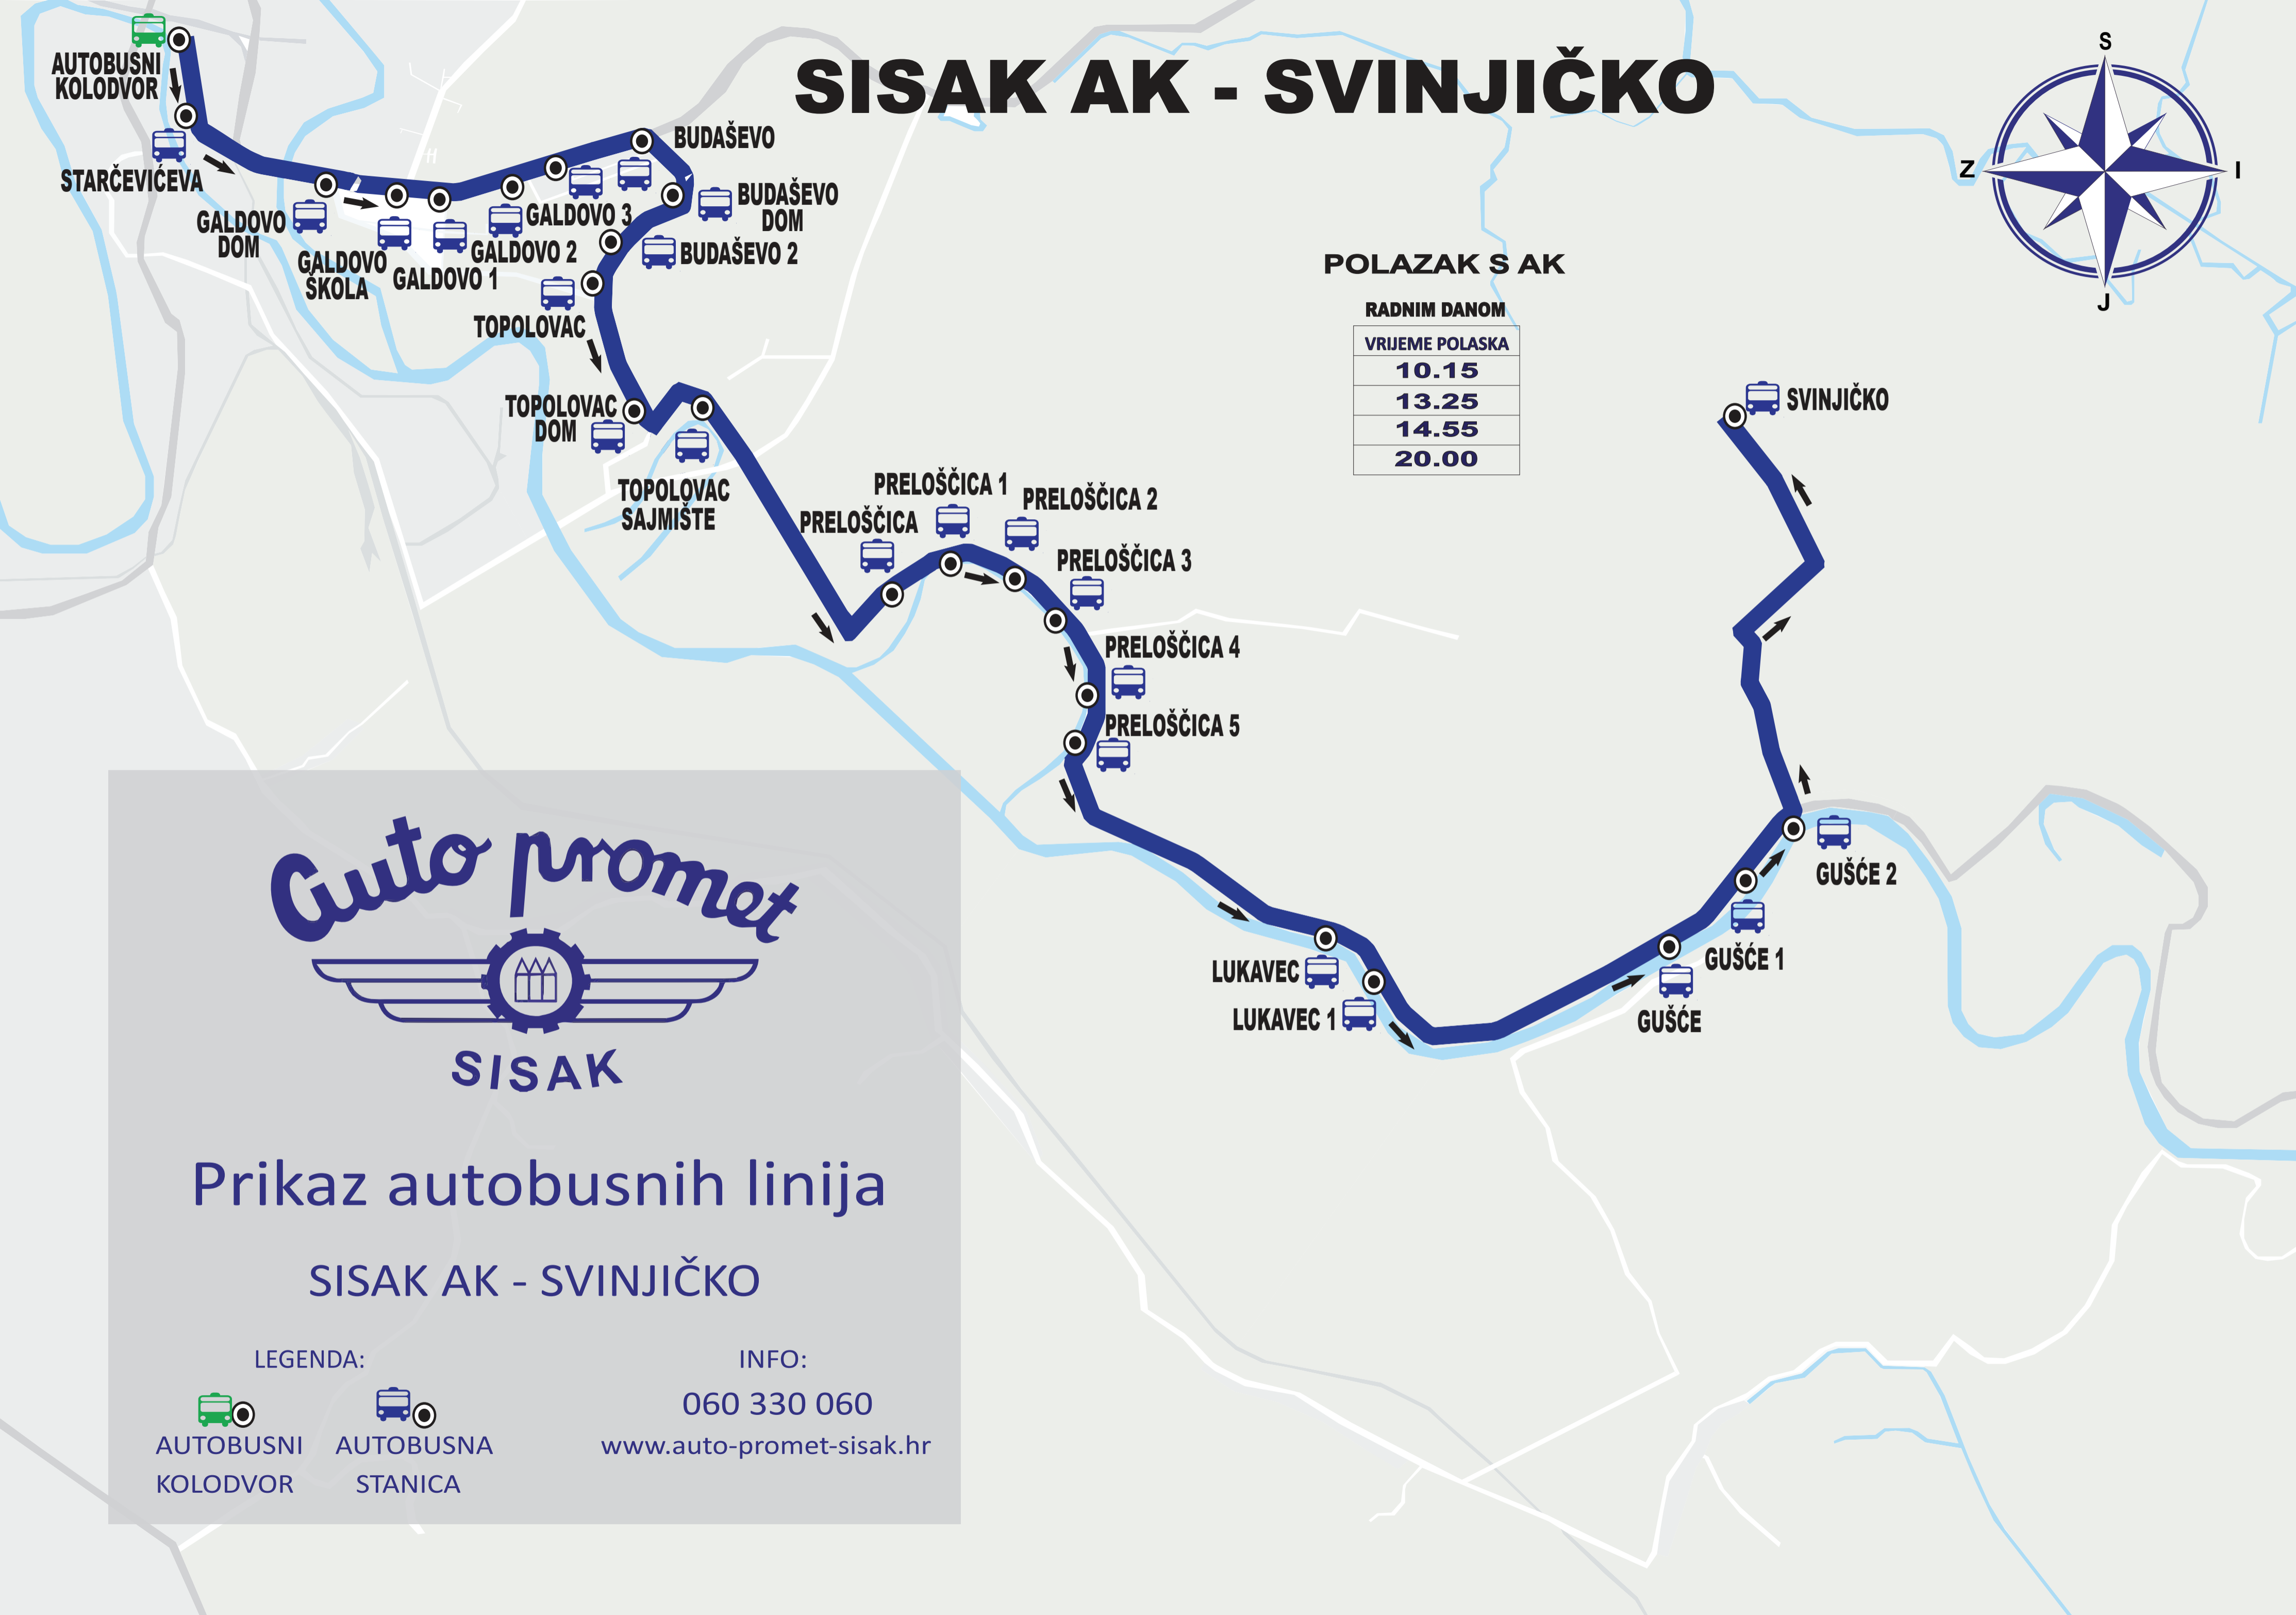 SISAK AK - SVINJIČKO
S
Z
I
J
AUTOBUSNI
KOLODVOR
STARČEVIĆEVA
GALDOVO
DOM
GALDOVO
ŠKOLA
GALDOVO 1
GALDOVO 2
GALDOVO 3
BUDAŠEVO
BUDAŠEVO
DOM
BUDAŠEVO 2
TOPOLOVAC
TOPOLOVAC
DOM
TOPOLOVAC
SAJMIŠTE
POLAZAK S AK
RADNIM DANOM
VRIJEME POLASKA
10.15
13.25
14.55
20.00
SVINJIČKO
PRELOŠČICA
PRELOŠČICA 1
PRELOŠČICA 2
PRELOŠČICA 3
PRELOŠČICA 4
PRELOŠČICA 5
LUKAVEC
LUKAVEC 1
GUŠĆE
GUŠĆE 1
GUŠĆE 2
Auto promet
SISAK
Prikaz autobusnih linija
SISAK AK - SVINJIČKO
LEGENDA:
AUTOBUSNI
KOLODVOR
AUTOBUSNA
STANICA
INFO:
060 330 060
www.auto-promet-sisak.hr